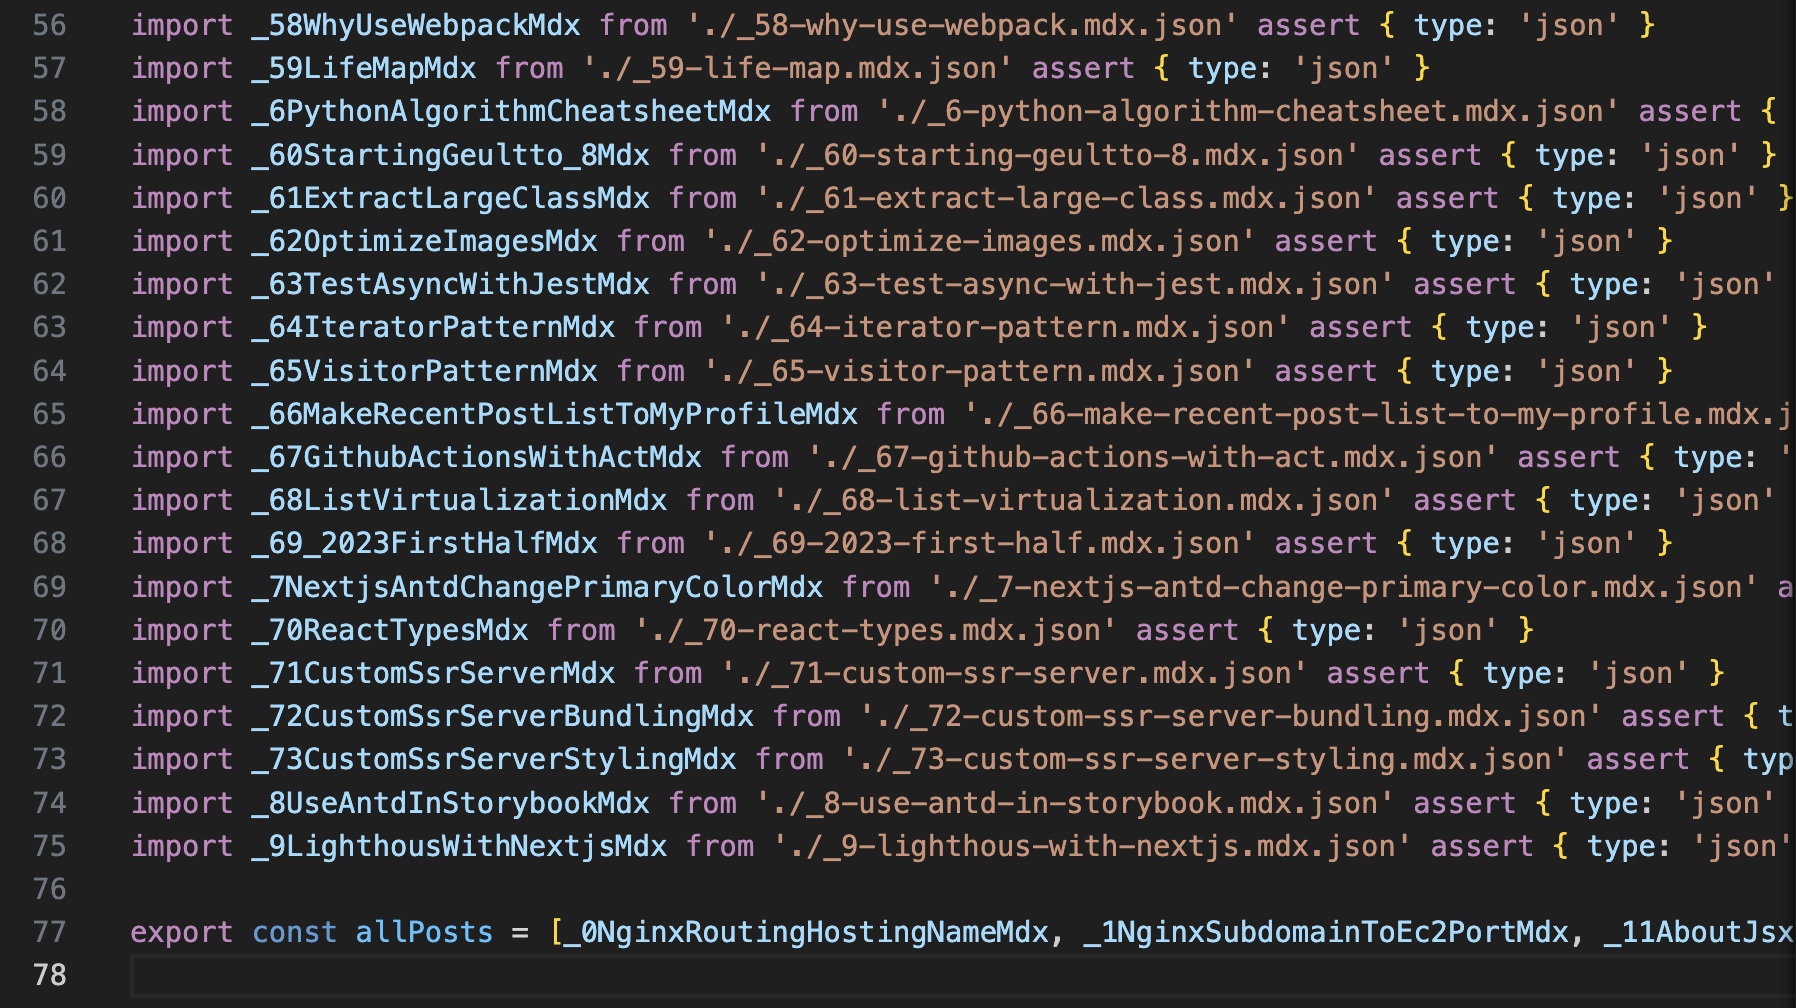 56 import _58WhyUseWebpackMdx from './_58-why-use-webpack.mdx.json' assert { type: 'json' }
57 import _59LifeMapMdx from './_59-life-map.mdx.json' assert { type: 'json' }
58 import _6PythonAlgorithmCheatsheetMdx from './_6-python-algorithm-cheatsheet.mdx.json' assert {
59 import _60StartingGeultto_8Mdx from './_60-starting-geultto-8.mdx.json' assert { type: 'json' }
60 import _61ExtractLargeClassMdx from './_61-extract-large-class.mdx.json' assert { type: 'json' }
61 import _62OptimizeImagesMdx from './_62-optimize-images.mdx.json' assert { type: 'json' }
62 import _63TestAsyncWithJestMdx from './_63-test-async-with-jest.mdx.json' assert { type: 'json'
63 import _64IteratorPatternMdx from './_64-iterator-pattern.mdx.json' assert { type: 'json' }
64 import _65VisitorPatternMdx from './_65-visitor-pattern.mdx.json' assert { type: 'json' }
65 import _66MakeRecentPostListToMyProfileMdx from './_66-make-recent-post-list-to-my-profile.mdx.j
66 import _67GithubActionsWithActMdx from './_67-github-actions-with-act.mdx.json' assert { type: '
67 import _68ListVirtualizationMdx from './_68-list-virtualization.mdx.json' assert { type: 'json'
68 import _69_2023FirstHalfMdx from './_69-2023-first-half.mdx.json' assert { type: 'json' }
69 import _7NextjsAntdChangePrimaryColorMdx from './_7-nextjs-antd-change-primary-color.mdx.json' a
70 import _70ReactTypesMdx from './_70-react-types.mdx.json' assert { type: 'json' }
71 import _71CustomSsrServerMdx from './_71-custom-ssr-server.mdx.json' assert { type: 'json' }
72 import _72CustomSsrServerBundlingMdx from './_72-custom-ssr-server-bundling.mdx.json' assert { t
73 import _73CustomSsrServerStylingMdx from './_73-custom-ssr-server-styling.mdx.json' assert { typ
74 import _8UseAntdInStorybookMdx from './_8-use-antd-in-storybook.mdx.json' assert { type: 'json'
75 import _9LighthousWithNextjsMdx from './_9-lighthous-with-nextjs.mdx.json' assert { type: 'json'
76
77 export const allPosts = [_0NginxRoutingHostingNameMdx, _1NginxSubdomainToEc2PortMdx, _11AboutJsx
78